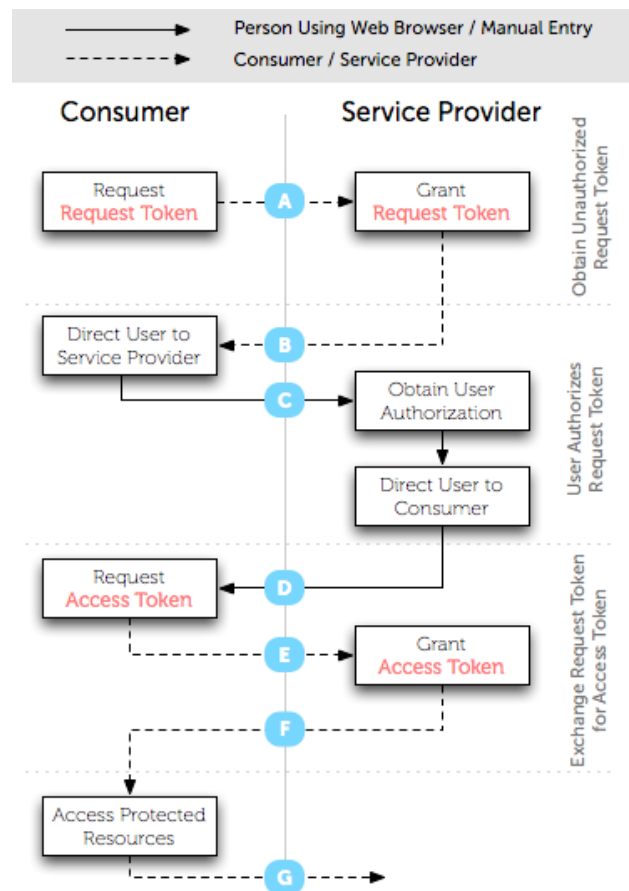 Person Using Web Browser / Manual Entry
Consumer / Service Provider
Consumer
Service Provider
Request
Request Token
A
Grant
Request Token
Obtain Unauthorized
Request Token
Direct User to
Service Provider
B
C
Obtain User
Authorization
Direct User to
Consumer
User Authorizes
Request Token
Request
Access Token
D
E
Grant
Access Token
F
Exchange Request Token
for Access Token
Access Protected
Resources
G